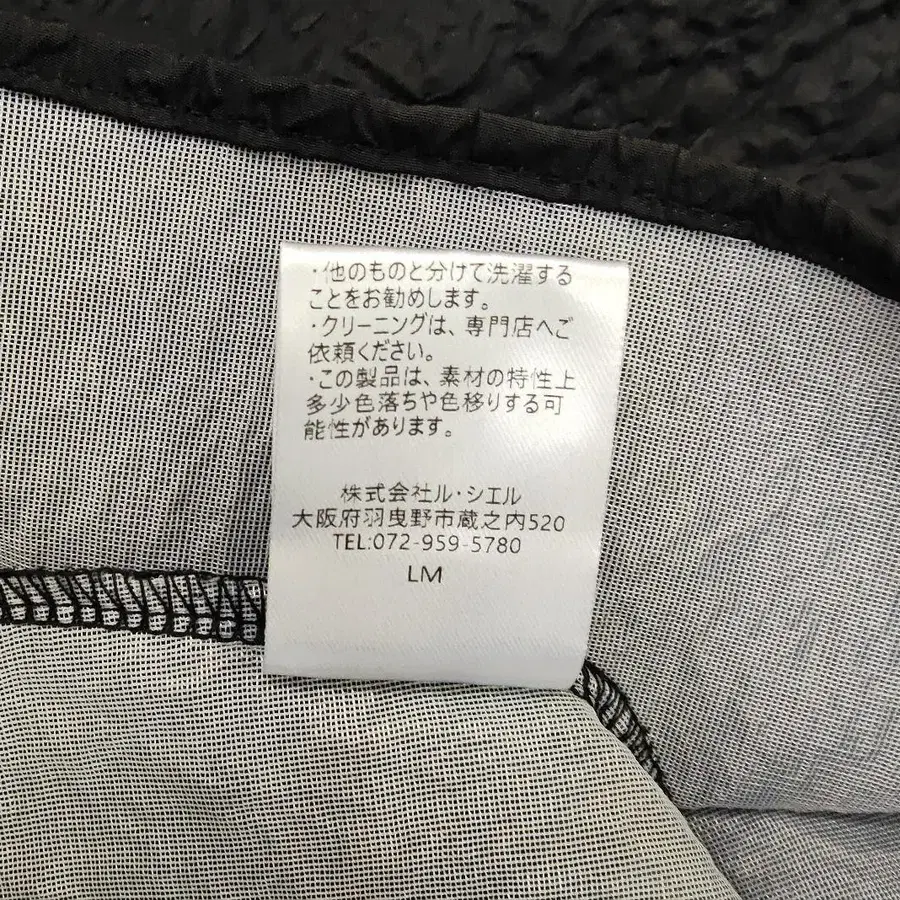 ・他のものと分けて洗濯する
ことをお勧めします。
・クリーニングは、専門店へご
依頼ください。
・この製品は、素材の特性上
多少色落ちや色移りする可
能性があります。
株式会社ル・シエル
大阪府羽曳野市蔵之内520
TEL:072-959-5780
LM